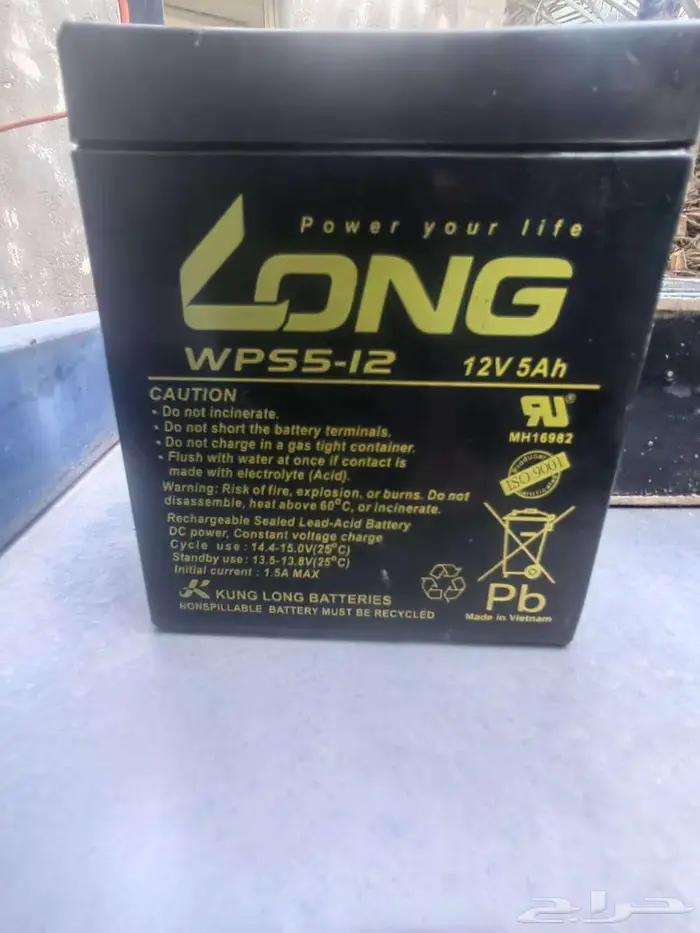 Power your life
LONG
WPS5-12 12V 5Ah
CAUTION
• Do not incinerate.
• Do not short the battery terminals.
• Do not charge in a gas tight container.
• Flush with water at once if contact is
made with electrolyte (Acid).
Warning: Risk of fire, explosion, or burns. Do not
disassemble, heat above 60°C, or incinerate.
Rechargeable Sealed Lead-Acid Battery
DC power, Constant voltage charge
Cycle use : 14.4-15.0V(25°C)
Standby use : 13.5-13.8V(25°C)
Initial current : 1.5A MAX
KUNG LONG BATTERIES
NONSPILLABLE BATTERY MUST BE RECYCLED
MH16982
ISO 9001
Pb
Made in Vietnam
حراج